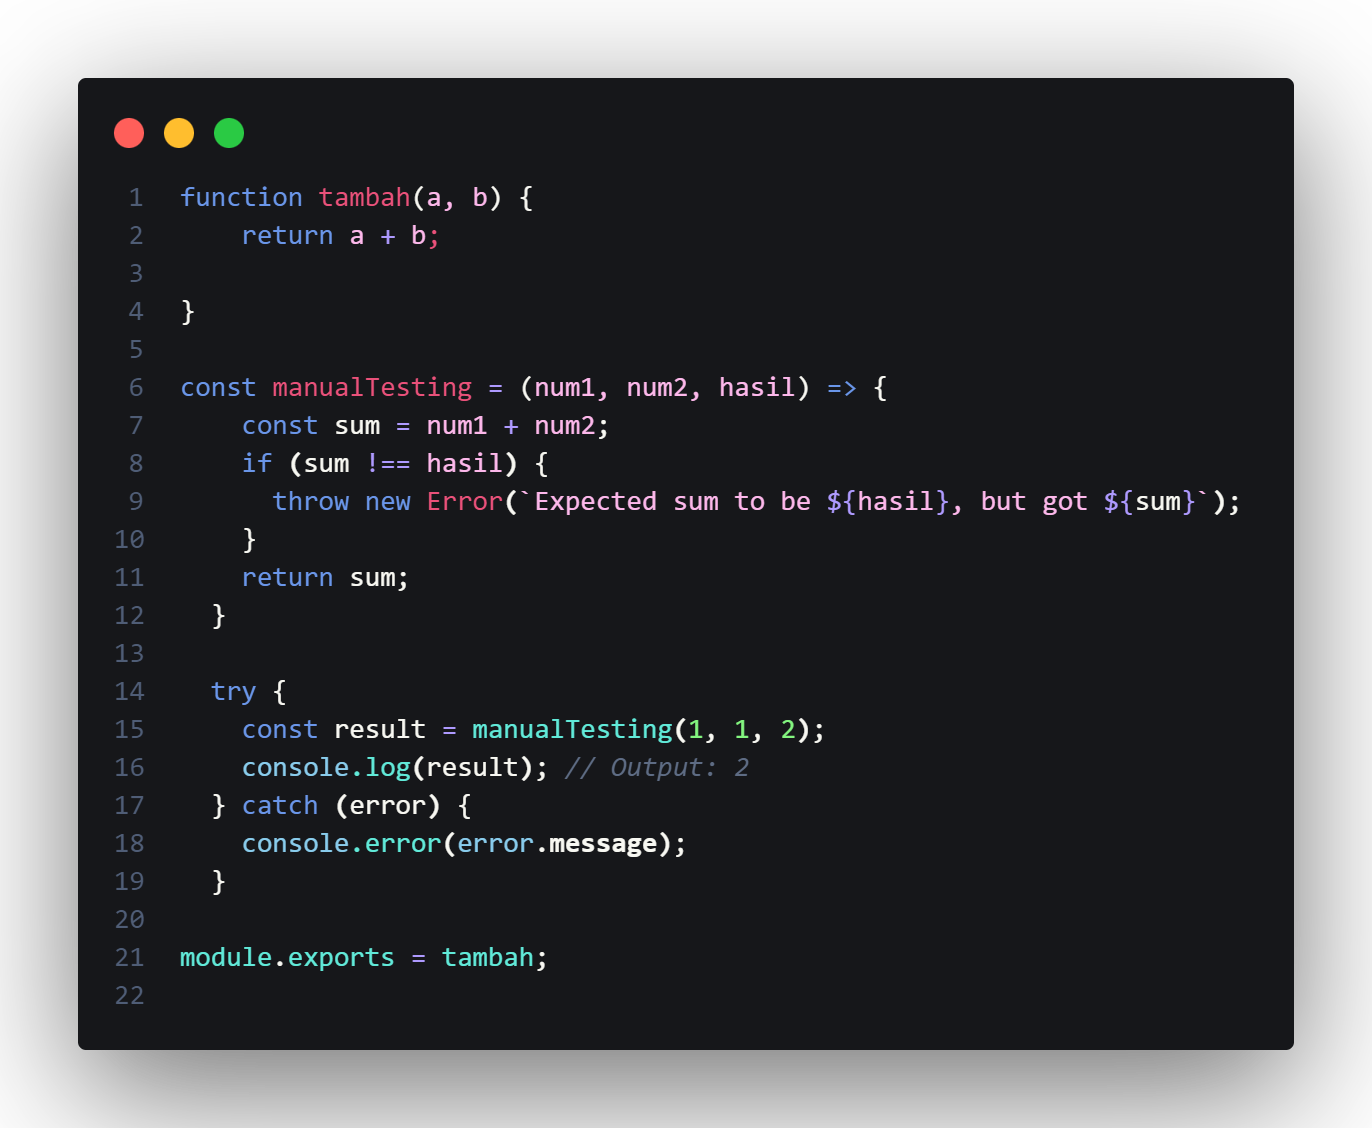 1 function tambah(a, b) {
2     return a + b;
3
4 }
5
6 const manualTesting = (num1, num2, hasil) => {
7     const sum = num1 + num2;
8     if (sum !== hasil) {
9       throw new Error(`Expected sum to be ${hasil}, but got ${sum}`);
10     }
11     return sum;
12   }
13
14   try {
15     const result = manualTesting(1, 1, 2);
16     console.log(result); // Output: 2
17   } catch (error) {
18     console.error(error.message);
19   }
20
21 module.exports = tambah;
22